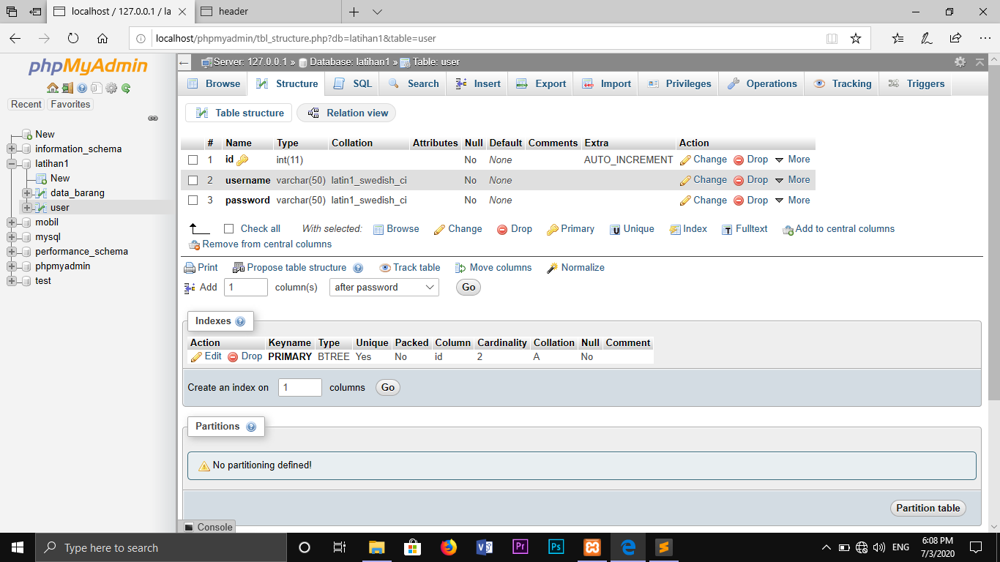 localhost / 127.0.0.1 / la
header
localhost/phpmyadmin/tbl_structure.php?db=latihan1&table=user
phpMyAdmin
Recent Favorites
New
information_schema
latihan1
New
data_barang
user
mobil
mysql
performance_schema
phpmyadmin
test
Server: 127.0.0.1 » Database: latihan1 » Table: user
Browse Structure SQL Search Insert Export Import Privileges Operations Tracking Triggers
Table structure Relation view
# Name Type Collation Attributes Null Default Comments Extra Action
1 id int(11) No None AUTO_INCREMENT Change Drop More
2 username varchar(50) latin1_swedish_ci No None Change Drop More
3 password varchar(50) latin1_swedish_ci No None Change Drop More
Check all With selected: Browse Change Drop Primary Unique Index Fulltext Add to central columns
Remove from central columns
Print Propose table structure Track table Move columns Normalize
Add 1 column(s) after password Go
Indexes
Action Keyname Type Unique Packed Column Cardinality Collation Null Comment
Edit Drop PRIMARY BTREE Yes No id 2 A No
Create an index on 1 columns Go
Partitions
No partitioning defined!
Partition table
Console
Type here to search
Pr
Ps
ENG
6:08 PM
7/3/2020